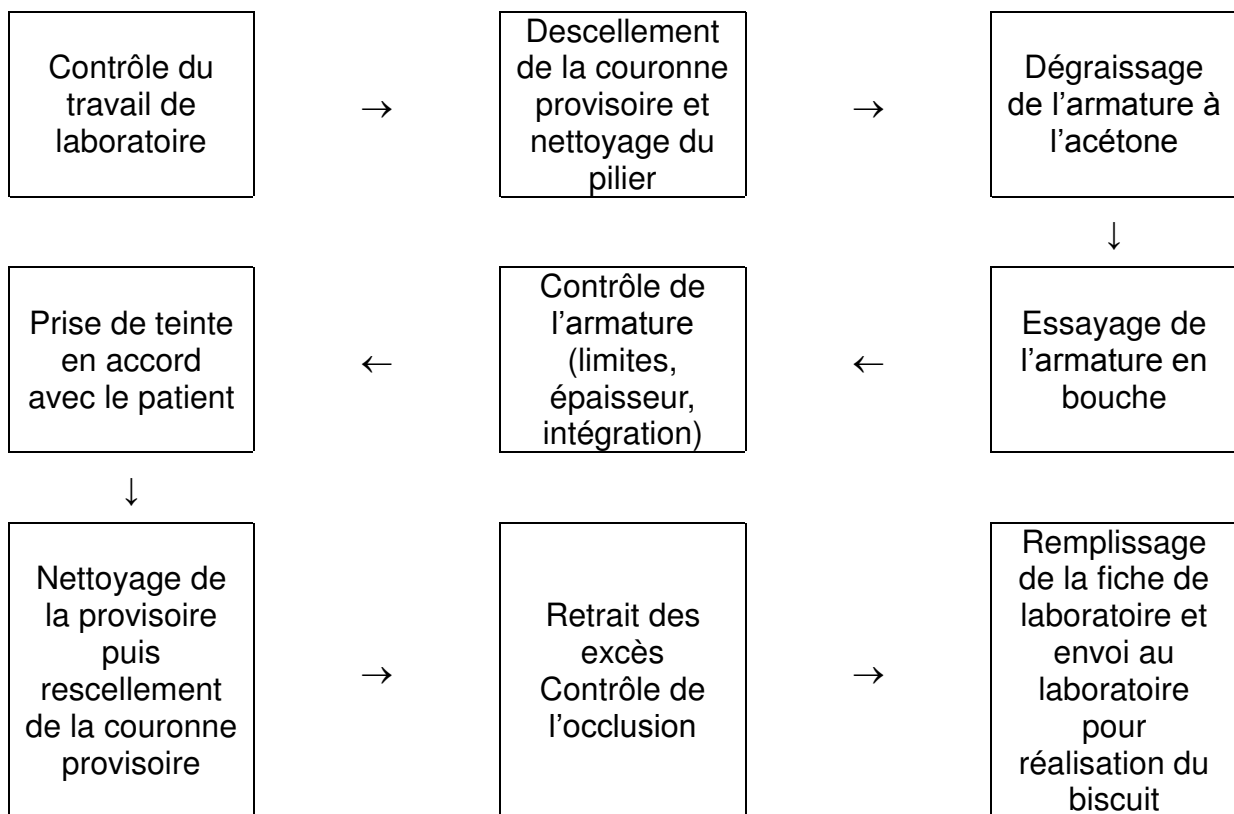 Contrôle du
travail de
laboratoire
→
Descellement
de la couronne
provisoire et
nettoyage du
pilier
→
Dégraissage
de l’armature à
l’acétone
↓
Essayage de
l’armature en
bouche
←
Contrôle de
l’armature
(limites,
épaisseur,
intégration)
←
Prise de teinte
en accord
avec le patient
↓
Nettoyage de
la provisoire
puis
rescellement
de la couronne
provisoire
→
Retrait des
excès
Contrôle de
l’occlusion
→
Remplissage
de la fiche de
laboratoire et
envoi au
laboratoire
pour
réalisation du
biscuit